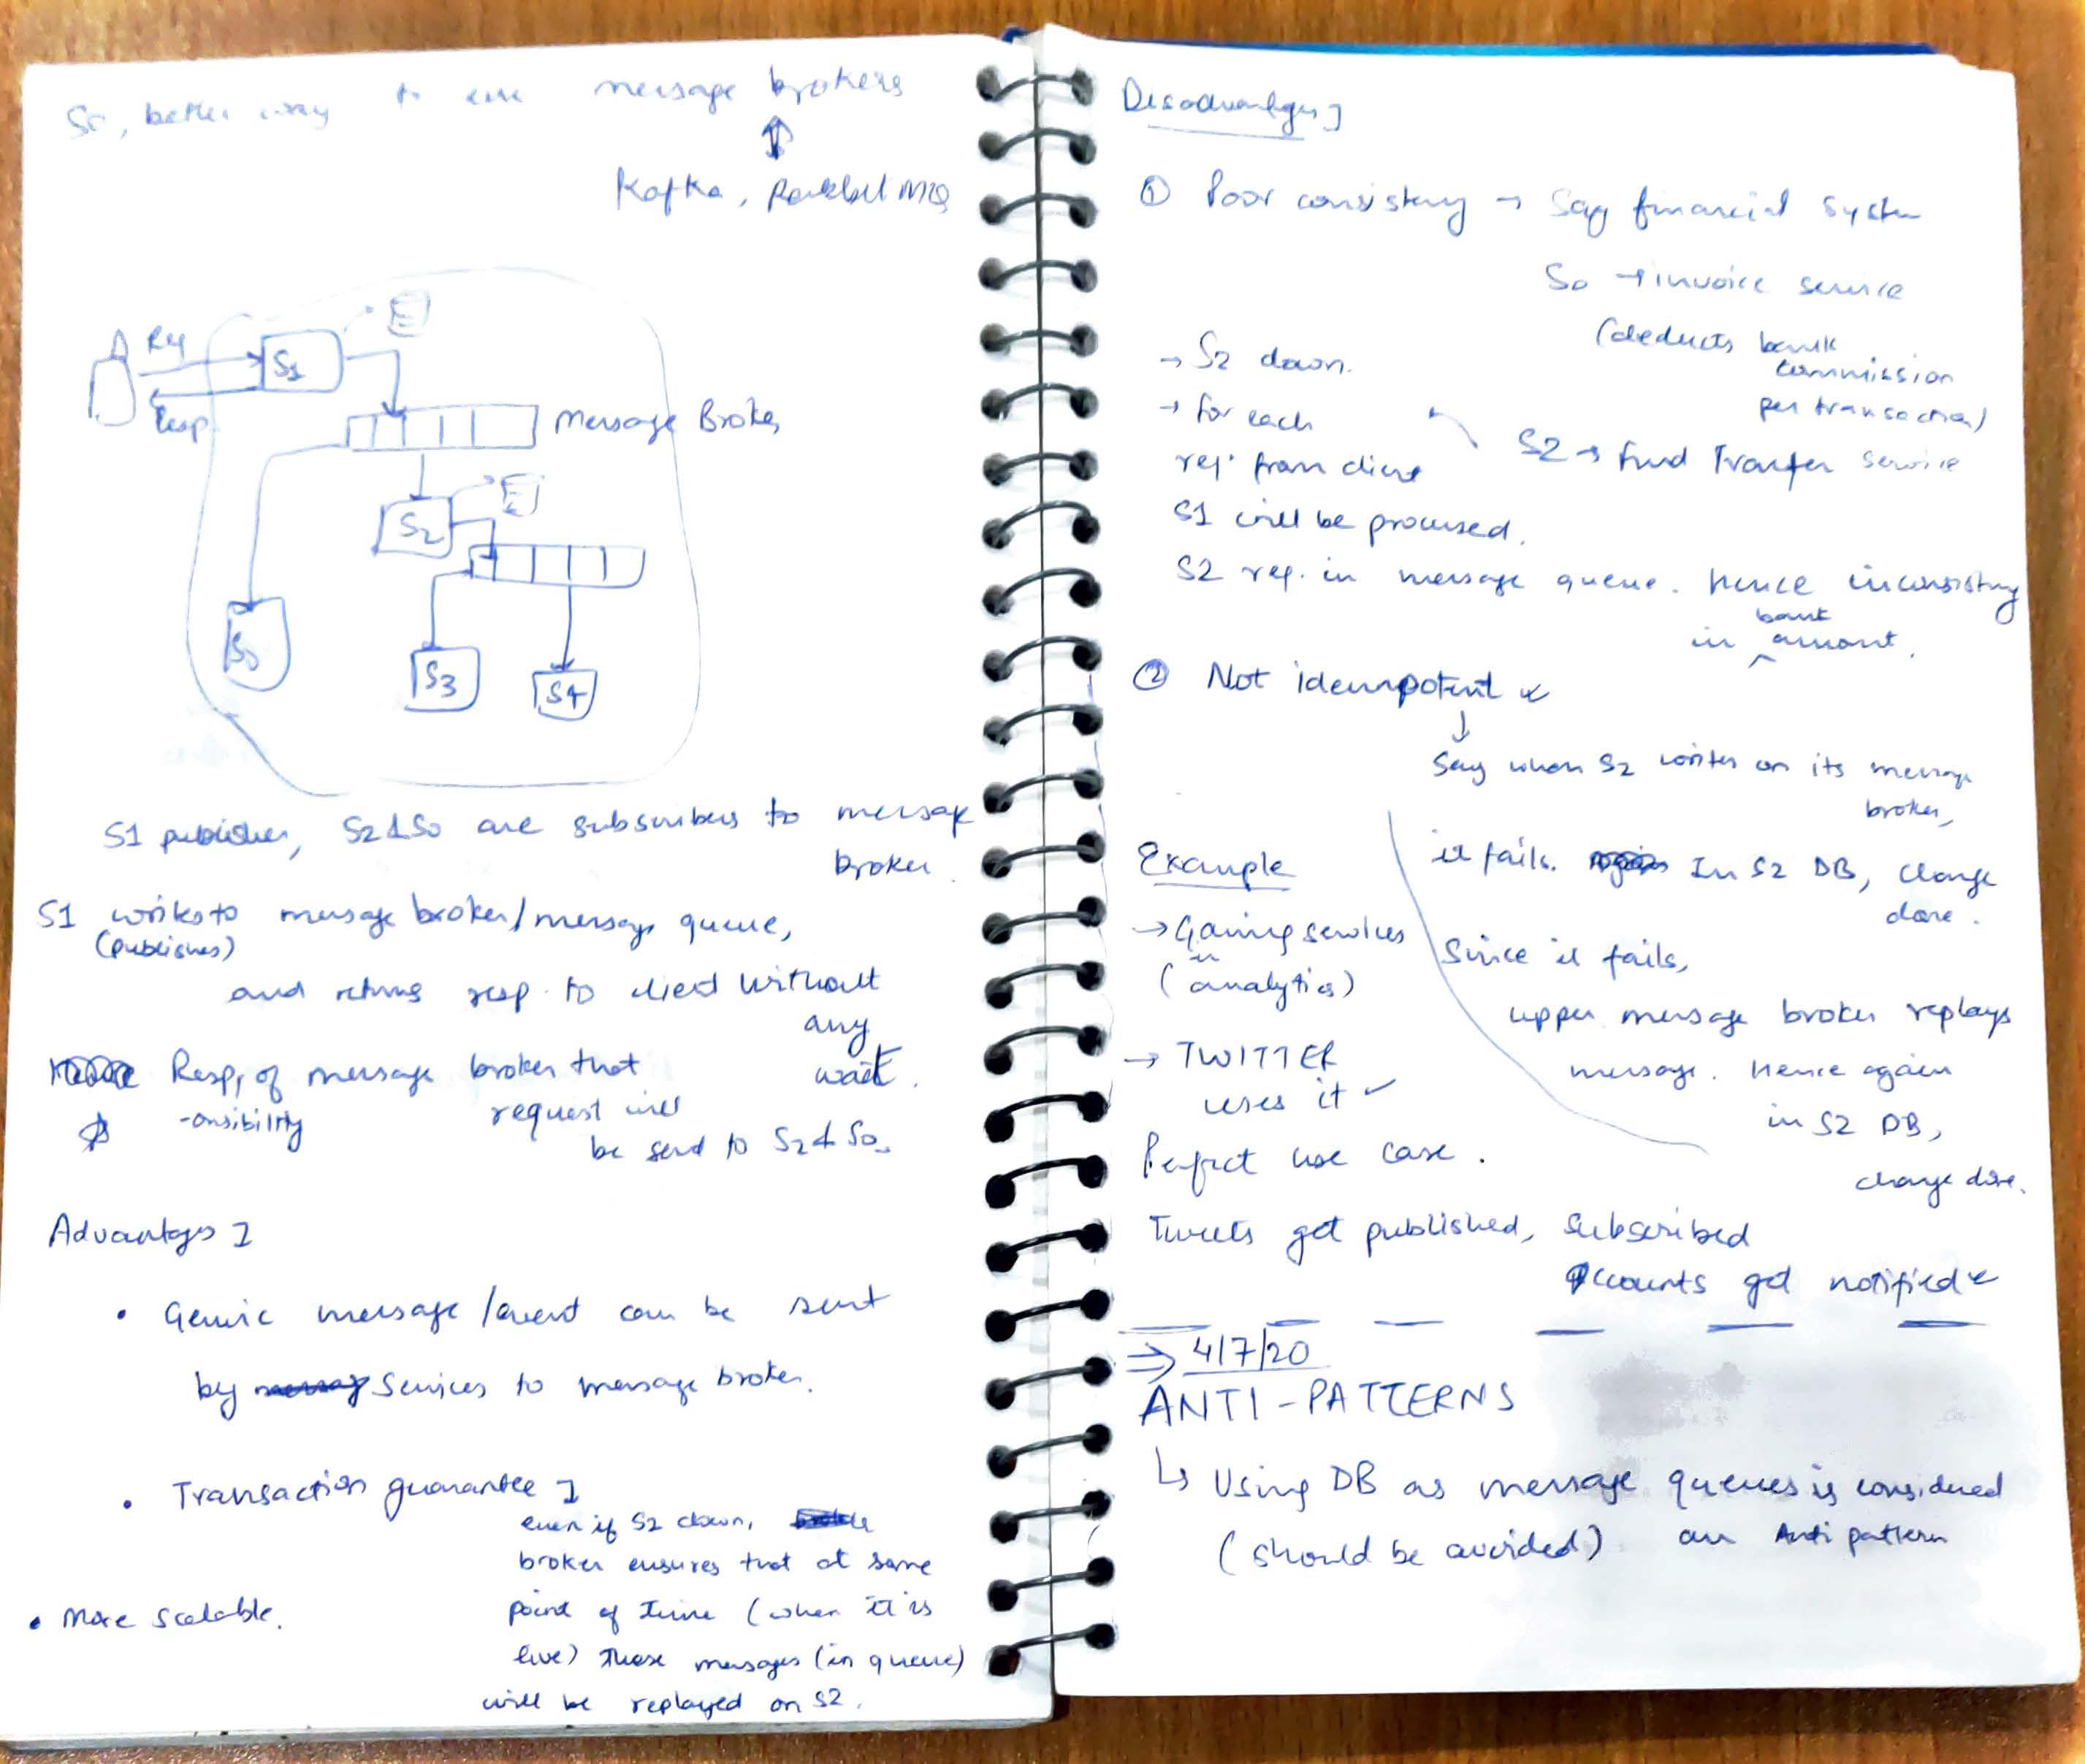 So, better way to use message brokers
Kafka, Rabbit MQ
Req
S1
Resp
Message Broker
S2
S0
S3
S4
S1 publisher, S2 & S0 are subscribers to message
broker.
S1 writes to message broker/message queue,
(publishes)
and returns resp. to client without
any
wait.
Resp, of message broker that
-onsibility
request will
be send to S2 & S0.
Advantages ]
• Generic message/event can be sent
by Services to message broker.
• Transaction guarantee ]
even if S2 down,
broker ensures that at some
point of time (when it is
live) these messages (in queue)
will be replayed on S2.
• More scalable.
Disadvantages ]
① Poor consistency → Say financial system
S0 → invoice service
(deducts bank
commission
per transaction)
S2 → Fund Transfer service
→ S2 down.
→ for each
req. from client
S1 will be processed.
S2 req. in message queue. Hence inconsistency
bank
in ^ amount.
② Not idempotent
↓
Say when S2 writes on its message
broker,
it fails. In S2 DB, change
done.
Since it fails,
upper message broker replays
message. Hence again
in S2 DB,
change done.
Example
→ Gaming services
(analytics)
→ TWITTER
uses it ✓
Perfect use case.
Tweets get published, subscribed
accounts get notified
⇒ 4/7/20
ANTI-PATTERNS
↳ Using DB as message queues is considered
(should be avoided) an Anti pattern